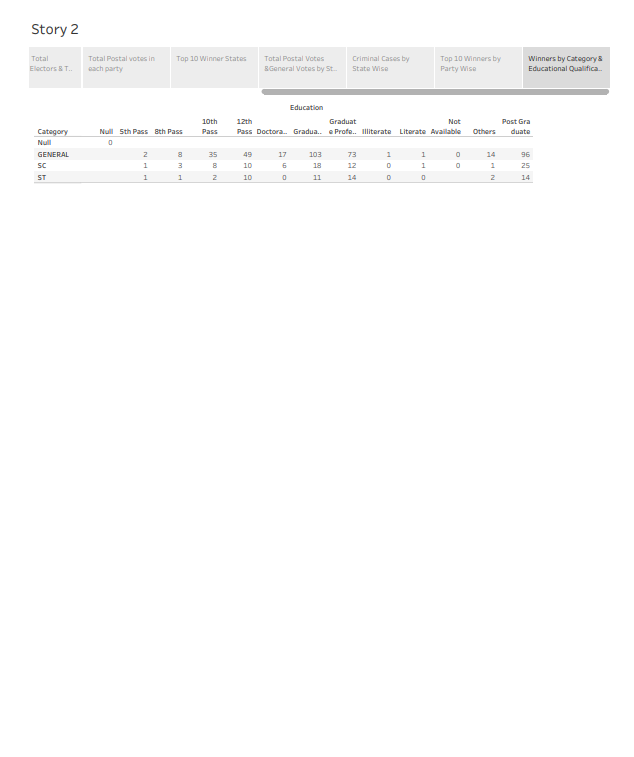 Story 2
Total Electors & T..
Total Postal votes in each party
Top 10 Winner States
Total Postal Votes &General Votes by St..
Criminal Cases by State Wise
Top 10 Winners by Party Wise
Winners by Category & Educational Qualifica..
Education
Category Null 5th Pass 8th Pass 10th Pass 12th Pass Doctora.. Gradua.. Graduat e Profe.. Illiterate Literate Not Available Others Post Gra duate
Null 0
GENERAL 2 8 35 49 17 103 73 1 1 0 14 96
SC 1 3 8 10 6 18 12 0 1 0 1 25
ST 1 1 2 10 0 11 14 0 0 2 14